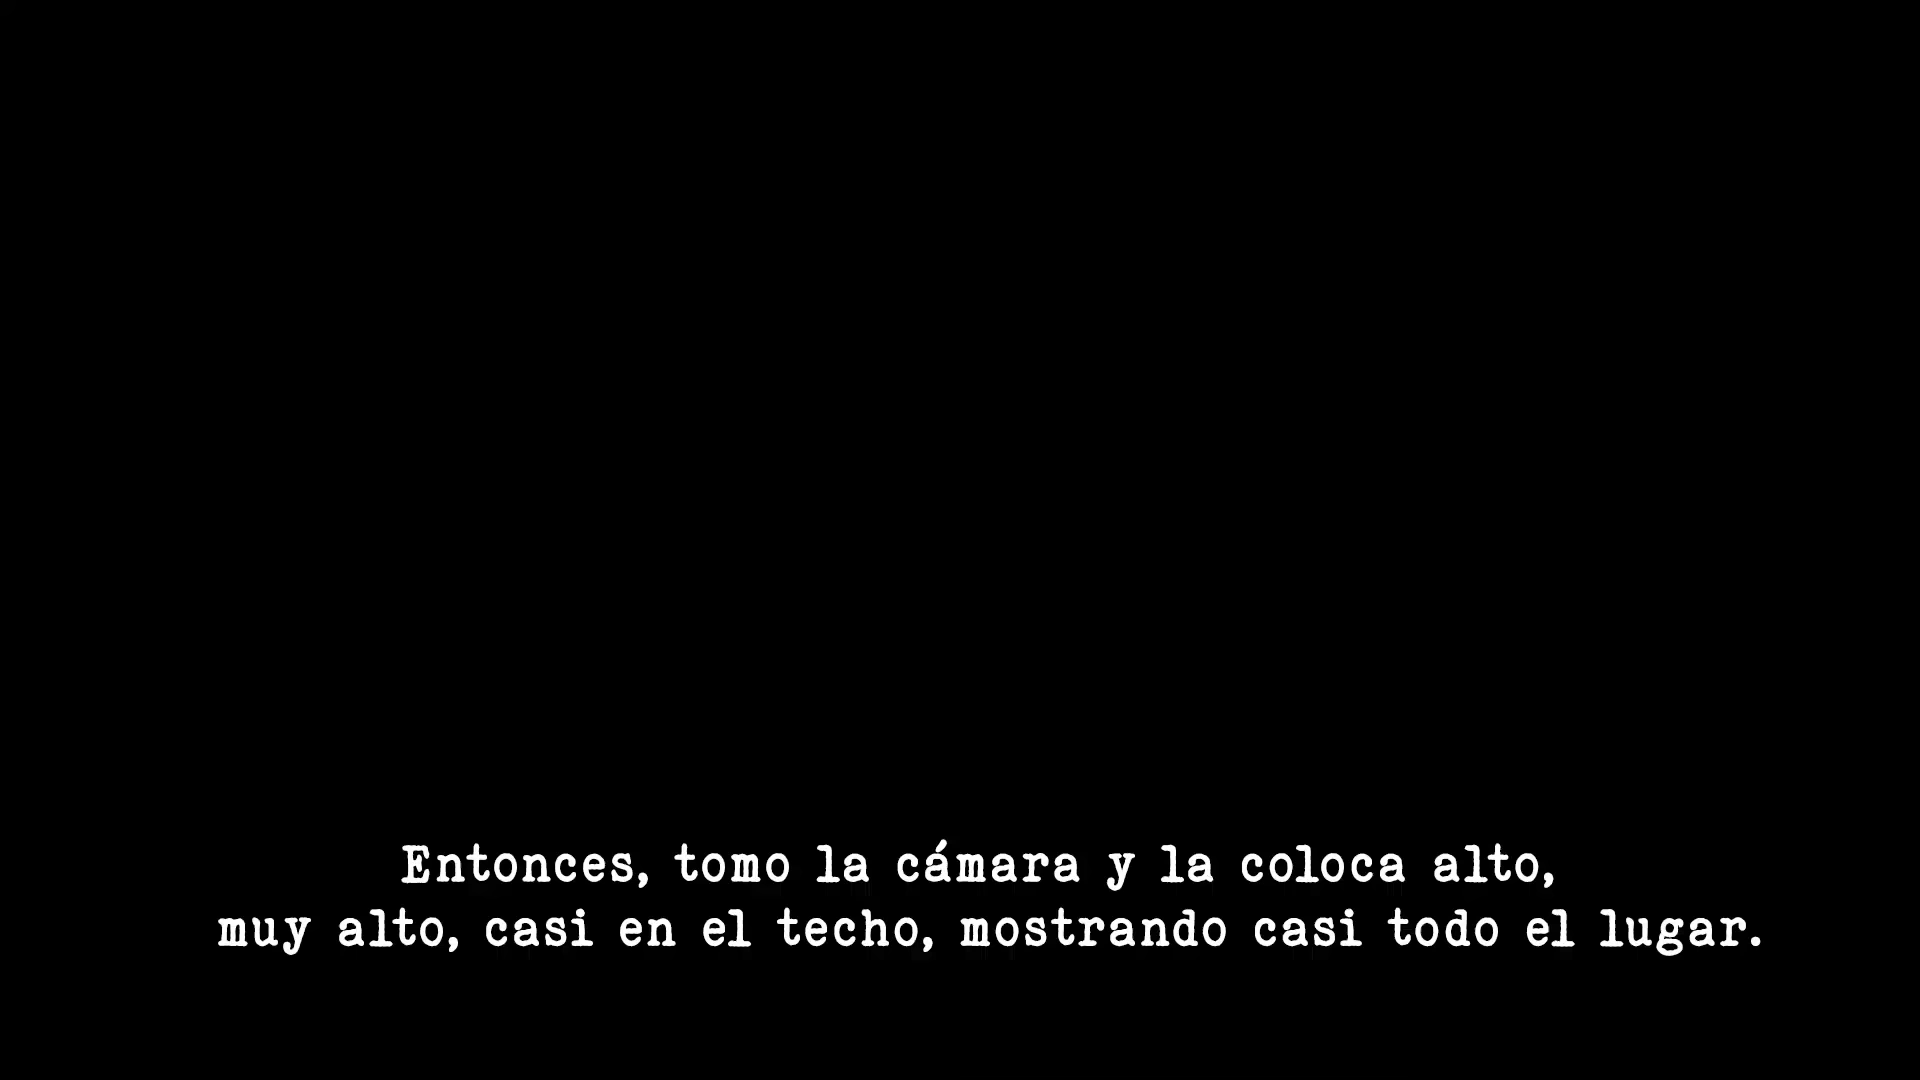 Entonces, tomo la cámara y la coloca alto,
muy alto, casi en el techo, mostrando casi todo el lugar.